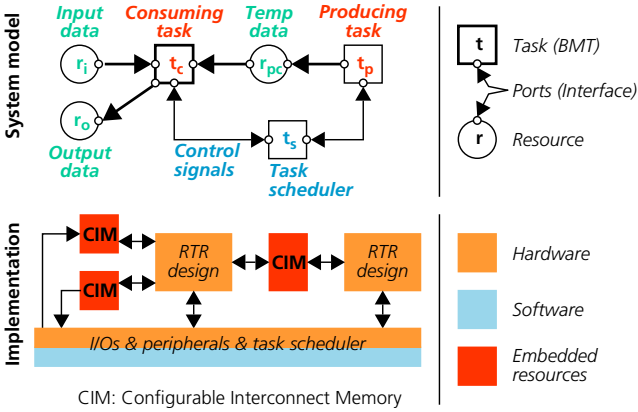 System model
Input data
Consuming task
Temp data
Producing task
ri
tc
rpc
tp
ro
Output data
Control signals
ts
Task scheduler
t
Task (BMT)
Ports (Interface)
r
Resource
Implementation
CIM
RTR design
CIM
RTR design
CIM
I/Os & peripherals & task scheduler
CIM: Configurable Interconnect Memory
Hardware
Software
Embedded resources